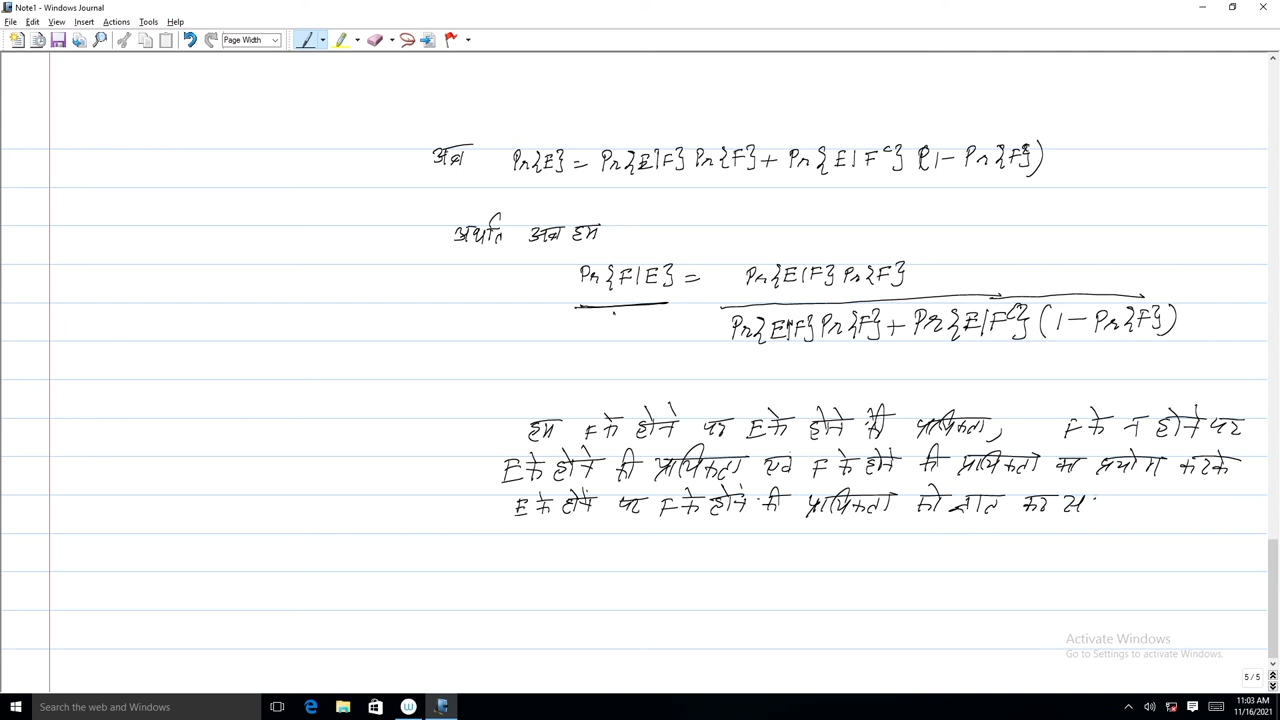 Note1 - Windows Journal
File Edit View Insert Actions Tools Help
Page Width
अब Pr{E} = Pr{E|F} Pr{F} + Pr{E|Fᶜ} (1 - Pr{F})
अर्थात अब हम
Pr{F|E} = Pr{E|F} Pr{F}
Pr{E|F} Pr{F} + Pr{E|Fᶜ} (1 - Pr{F})
हम F के होने पर E के होने की प्रायिकता, F के न होने पर
E के होने की प्रायिकता एवं F के होने की प्रायिकता का प्रयोग करके
E के होने पर F के होने की प्रायिकता को ज्ञात कर स
Activate Windows
Go to Settings to activate Windows.
5 / 5
Search the web and Windows
11:03 AM
11/16/2021